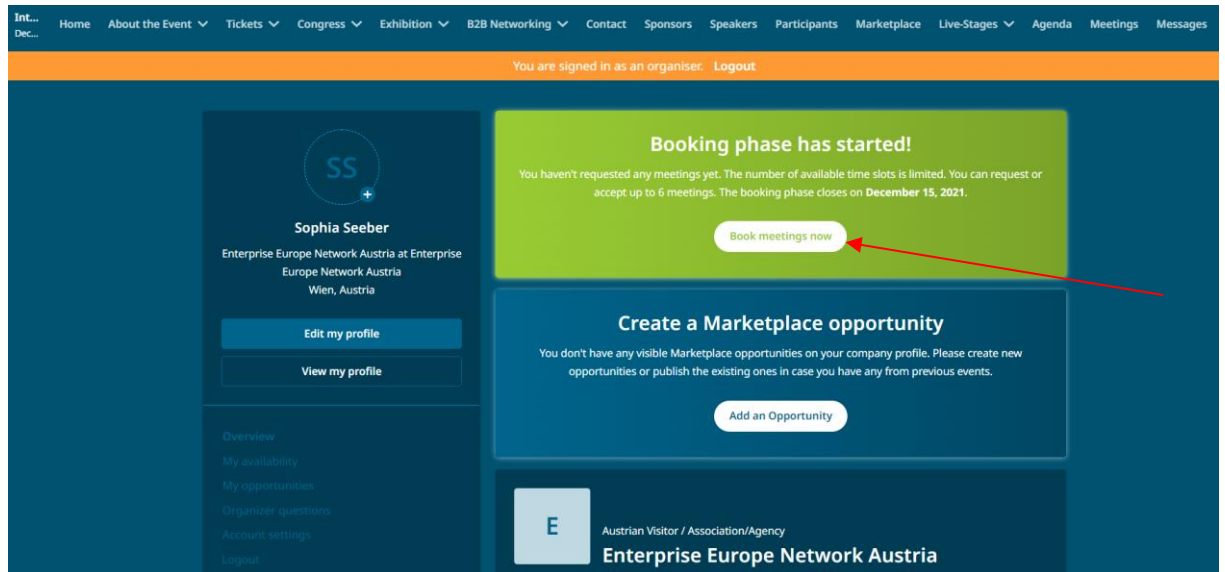 Int...
Dec...
Home About the Event Tickets Congress Exhibition B2B Networking Contact Sponsors Speakers Participants Marketplace Live-Stages Agenda Meetings Messages
You are signed in as an organiser. Logout
SS
+
Sophia Seeber
Enterprise Europe Network Austria at Enterprise
Europe Network Austria
Wien, Austria
Edit my profile
View my profile
Overview
My availability
My opportunities
Organizer questions
Account settings
Logout
Booking phase has started!
You haven't requested any meetings yet. The number of available time slots is limited. You can request or
accept up to 6 meetings. The booking phase closes on December 15, 2021.
Book meetings now
Create a Marketplace opportunity
You don't have any visible Marketplace opportunities on your company profile. Please create new
opportunities or publish the existing ones in case you have any from previous events.
Add an Opportunity
E
Austrian Visitor / Association/Agency
Enterprise Europe Network Austria